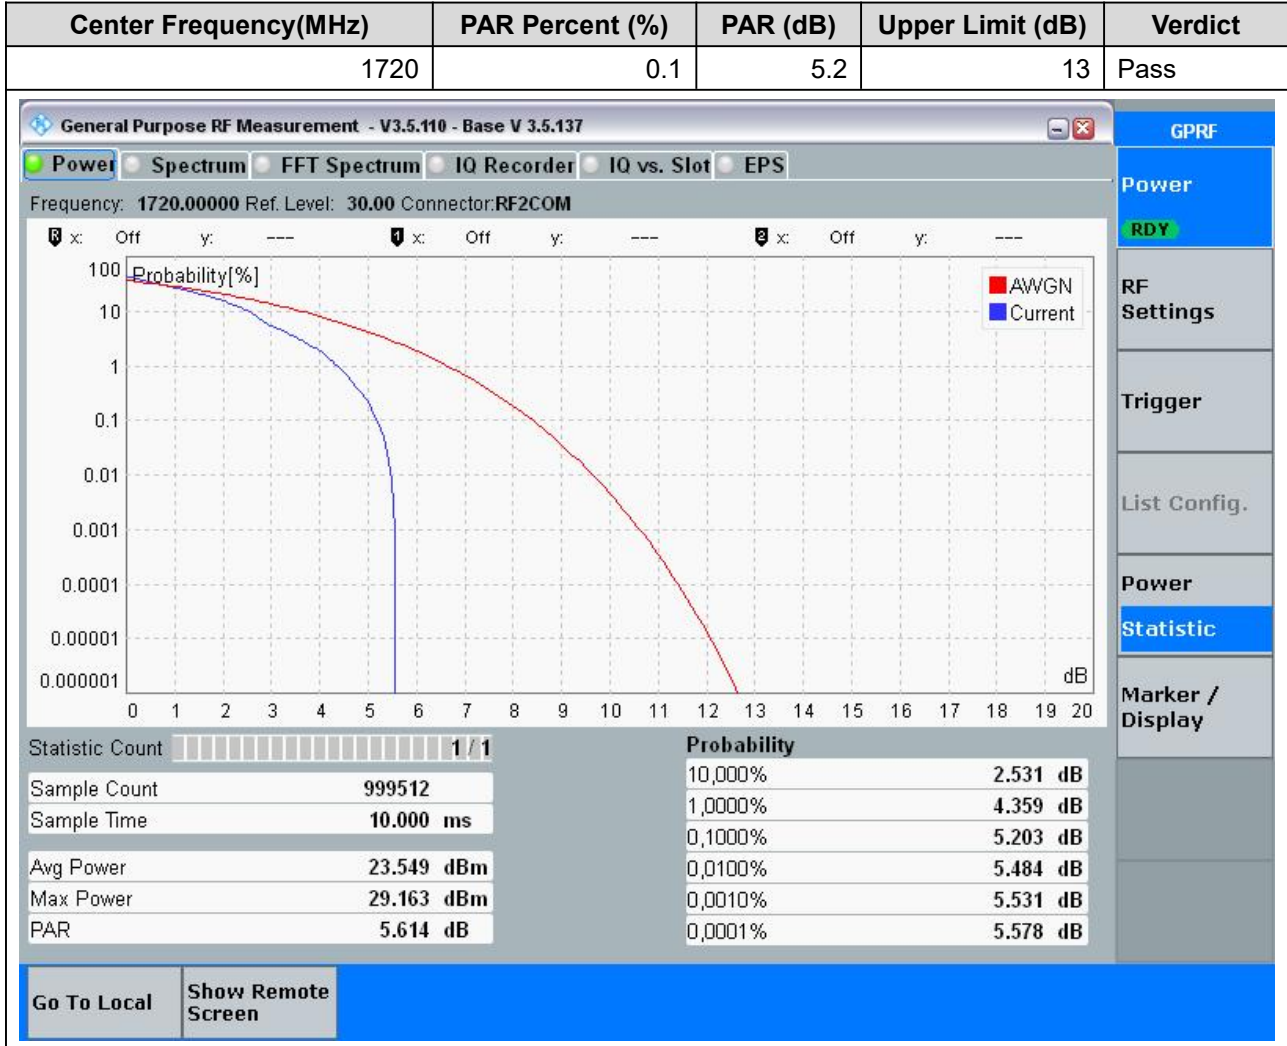 Center Frequency(MHz) PAR Percent (%) PAR (dB) Upper Limit (dB) Verdict
1720 0.1 5.2 13 Pass
General Purpose RF Measurement - V3.5.110 - Base V 3.5.137
GPRF
Power Spectrum FFT Spectrum IQ Recorder IQ vs. Slot EPS
Frequency: 1720.00000 Ref. Level: 30.00 Connector:RF2COM
R x: Off y: --- 1 x: Off y: --- 2 x: Off y: ---
Probability[%]
AWGN
Current
100
10
1
0.1
0.01
0.001
0.0001
0.00001
0.000001
dB
0 1 2 3 4 5 6 7 8 9 10 11 12 13 14 15 16 17 18 19 20
Statistic Count 1 / 1
Sample Count 999512
Sample Time 10.000 ms
Avg Power 23.549 dBm
Max Power 29.163 dBm
PAR 5.614 dB
Probability
10,000% 2.531 dB
1,0000% 4.359 dB
0,1000% 5.203 dB
0,0100% 5.484 dB
0,0010% 5.531 dB
0,0001% 5.578 dB
Power
RDY
RF
Settings
Trigger
List Config.
Power
Statistic
Marker /
Display
Go To Local
Show Remote
Screen